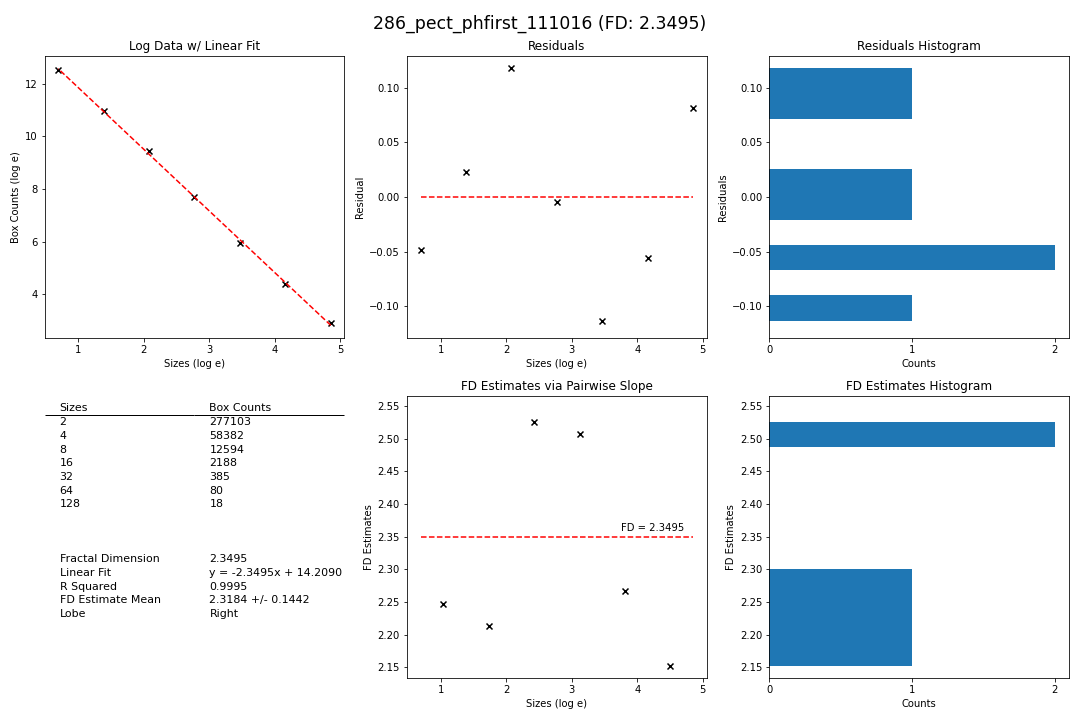 286_pect_phfirst_111016 (FD: 2.3495)
Log Data w/ Linear Fit
Box Counts (log e)
12
10
8
6
4
1 2 3 4 5
Sizes (log e)
Residuals
Residual
0.10
0.05
0.00
−0.05
−0.10
1 2 3 4 5
Sizes (log e)
Residuals Histogram
Residuals
0.10
0.05
0.00
−0.05
−0.10
0 1 2
Counts
Sizes Box Counts
2 277103
4 58382
8 12594
16 2188
32 385
64 80
128 18
Fractal Dimension 2.3495
Linear Fit y = -2.3495x + 14.2090
R Squared 0.9995
FD Estimate Mean 2.3184 +/- 0.1442
Lobe Right
FD Estimates via Pairwise Slope
FD Estimates
2.55
2.50
2.45
2.40
2.35
2.30
2.25
2.20
2.15
FD = 2.3495
1 2 3 4 5
Sizes (log e)
FD Estimates Histogram
FD Estimates
2.55
2.50
2.45
2.40
2.35
2.30
2.25
2.20
2.15
0 1 2
Counts